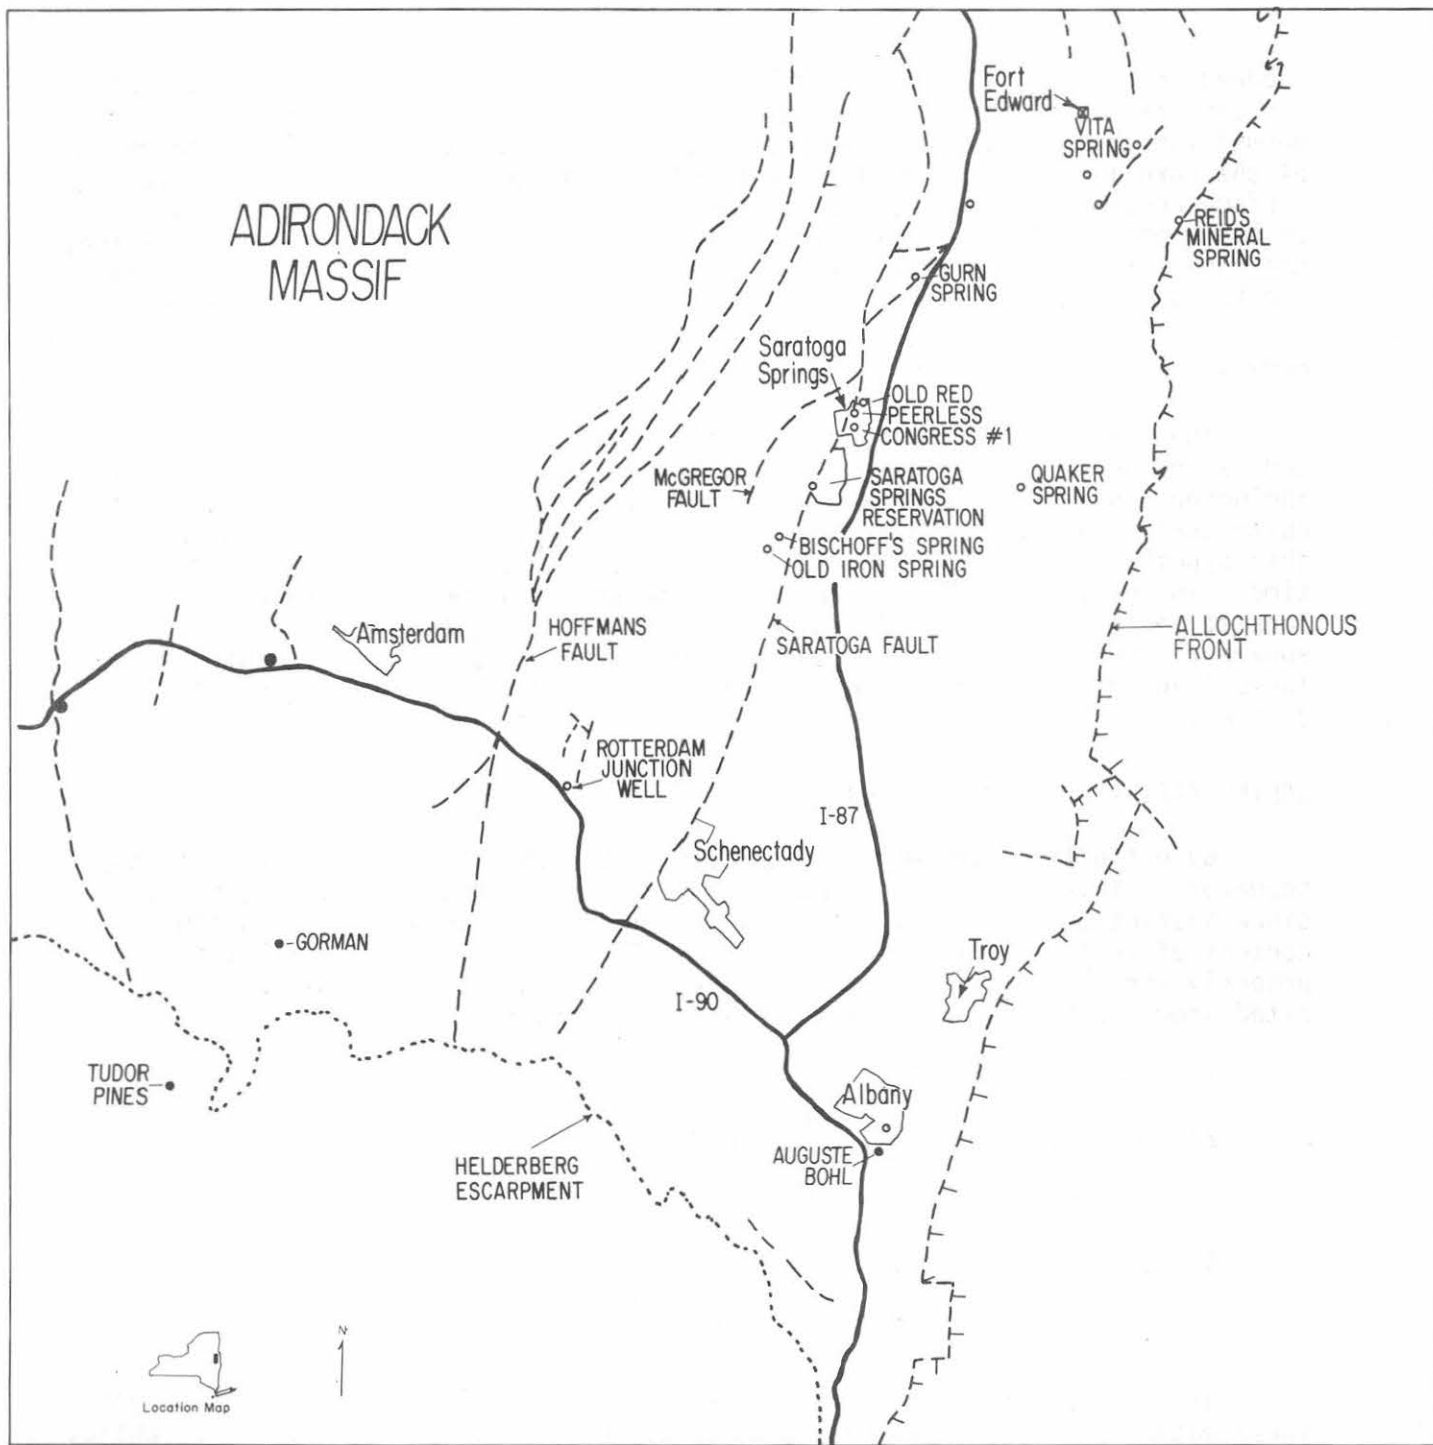 Fort
Edward
VITA
SPRING
ADIRONDACK
MASSIF
REID'S
MINERAL
SPRING
GURN
SPRING
Saratoga
Springs
OLD RED
PEERLESS
CONGRESS #1
McGREGOR
FAULT
SARATOGA
SPRINGS
RESERVATION
QUAKER
SPRING
BISCHOFF'S SPRING
OLD IRON SPRING
Amsterdam
HOFFMANS
FAULT
SARATOGA FAULT
ALLOCHTHONOUS
FRONT
ROTTERDAM
JUNCTION
WELL
I-87
Schenectady
GORMAN
Troy
I-90
TUDOR
PINES
Albany
AUGUSTE
BOHL
HELDERBERG
ESCARPMENT
N
Location Map